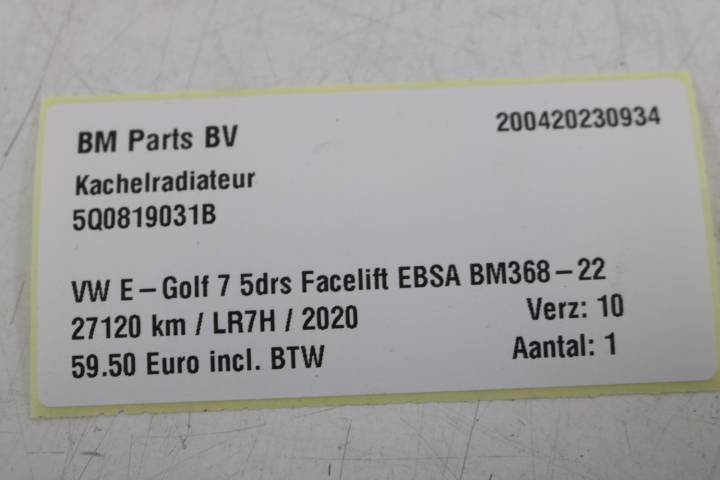 BM Parts BV 200420230934
Kachelradiateur
5Q0819031B
VW E-Golf 7 5drs Facelift EBSA BM368-22
27120 km / LR7H / 2020 Verz: 10
59.50 Euro incl. BTW Aantal: 1